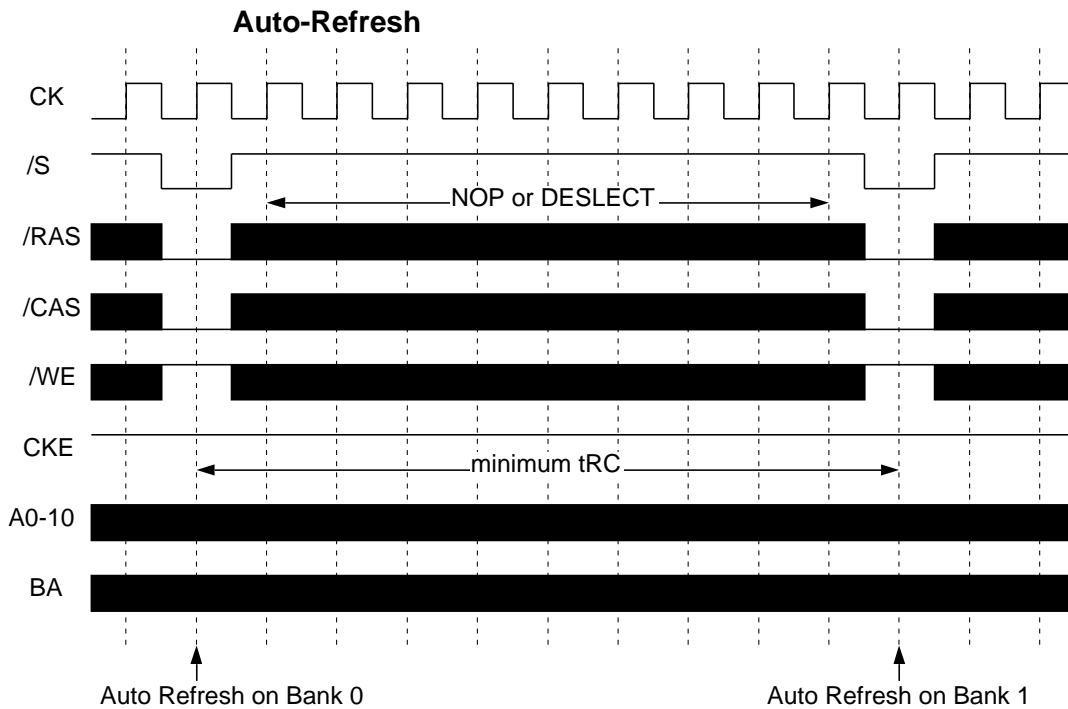 Auto-Refresh
CK
/S
NOP or DESLECT
/RAS
/CAS
/WE
CKE
minimum tRC
A0-10
BA
Auto Refresh on Bank 0
Auto Refresh on Bank 1